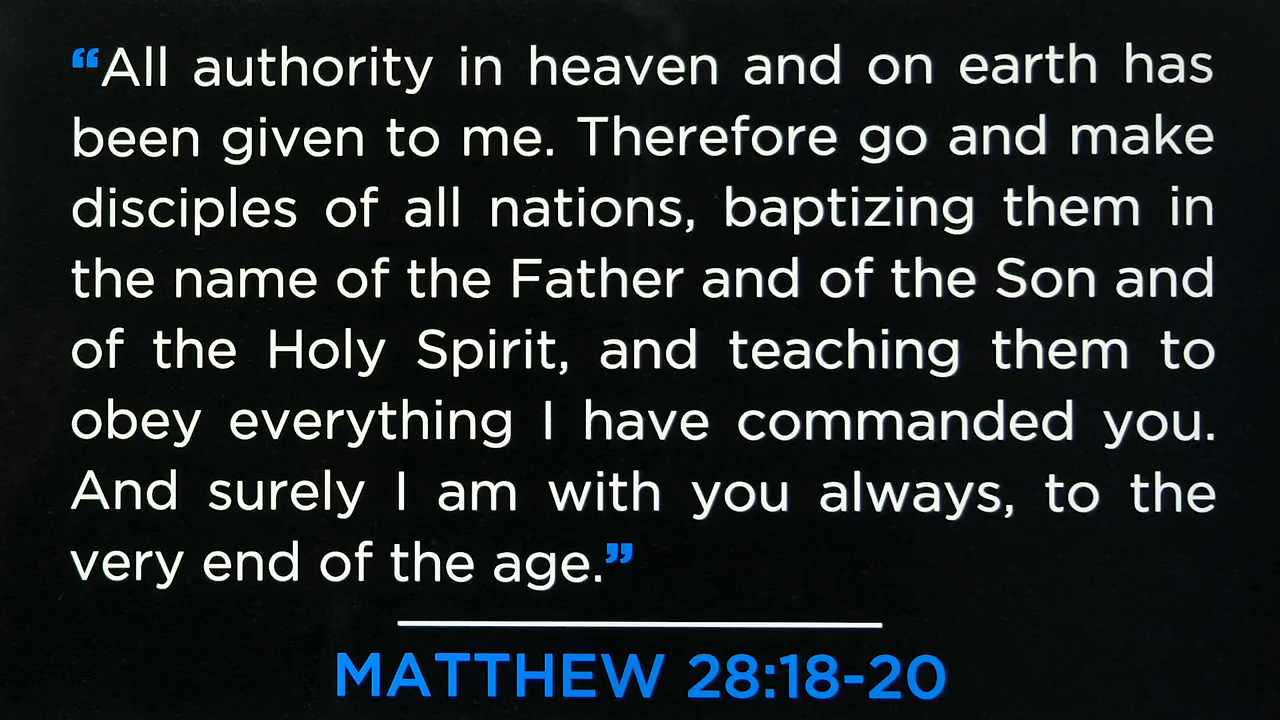 “All authority in heaven and on earth has
been given to me. Therefore go and make
disciples of all nations, baptizing them in
the name of the Father and of the Son and
of the Holy Spirit, and teaching them to
obey everything I have commanded you.
And surely I am with you always, to the
very end of the age.”
MATTHEW 28:18-20